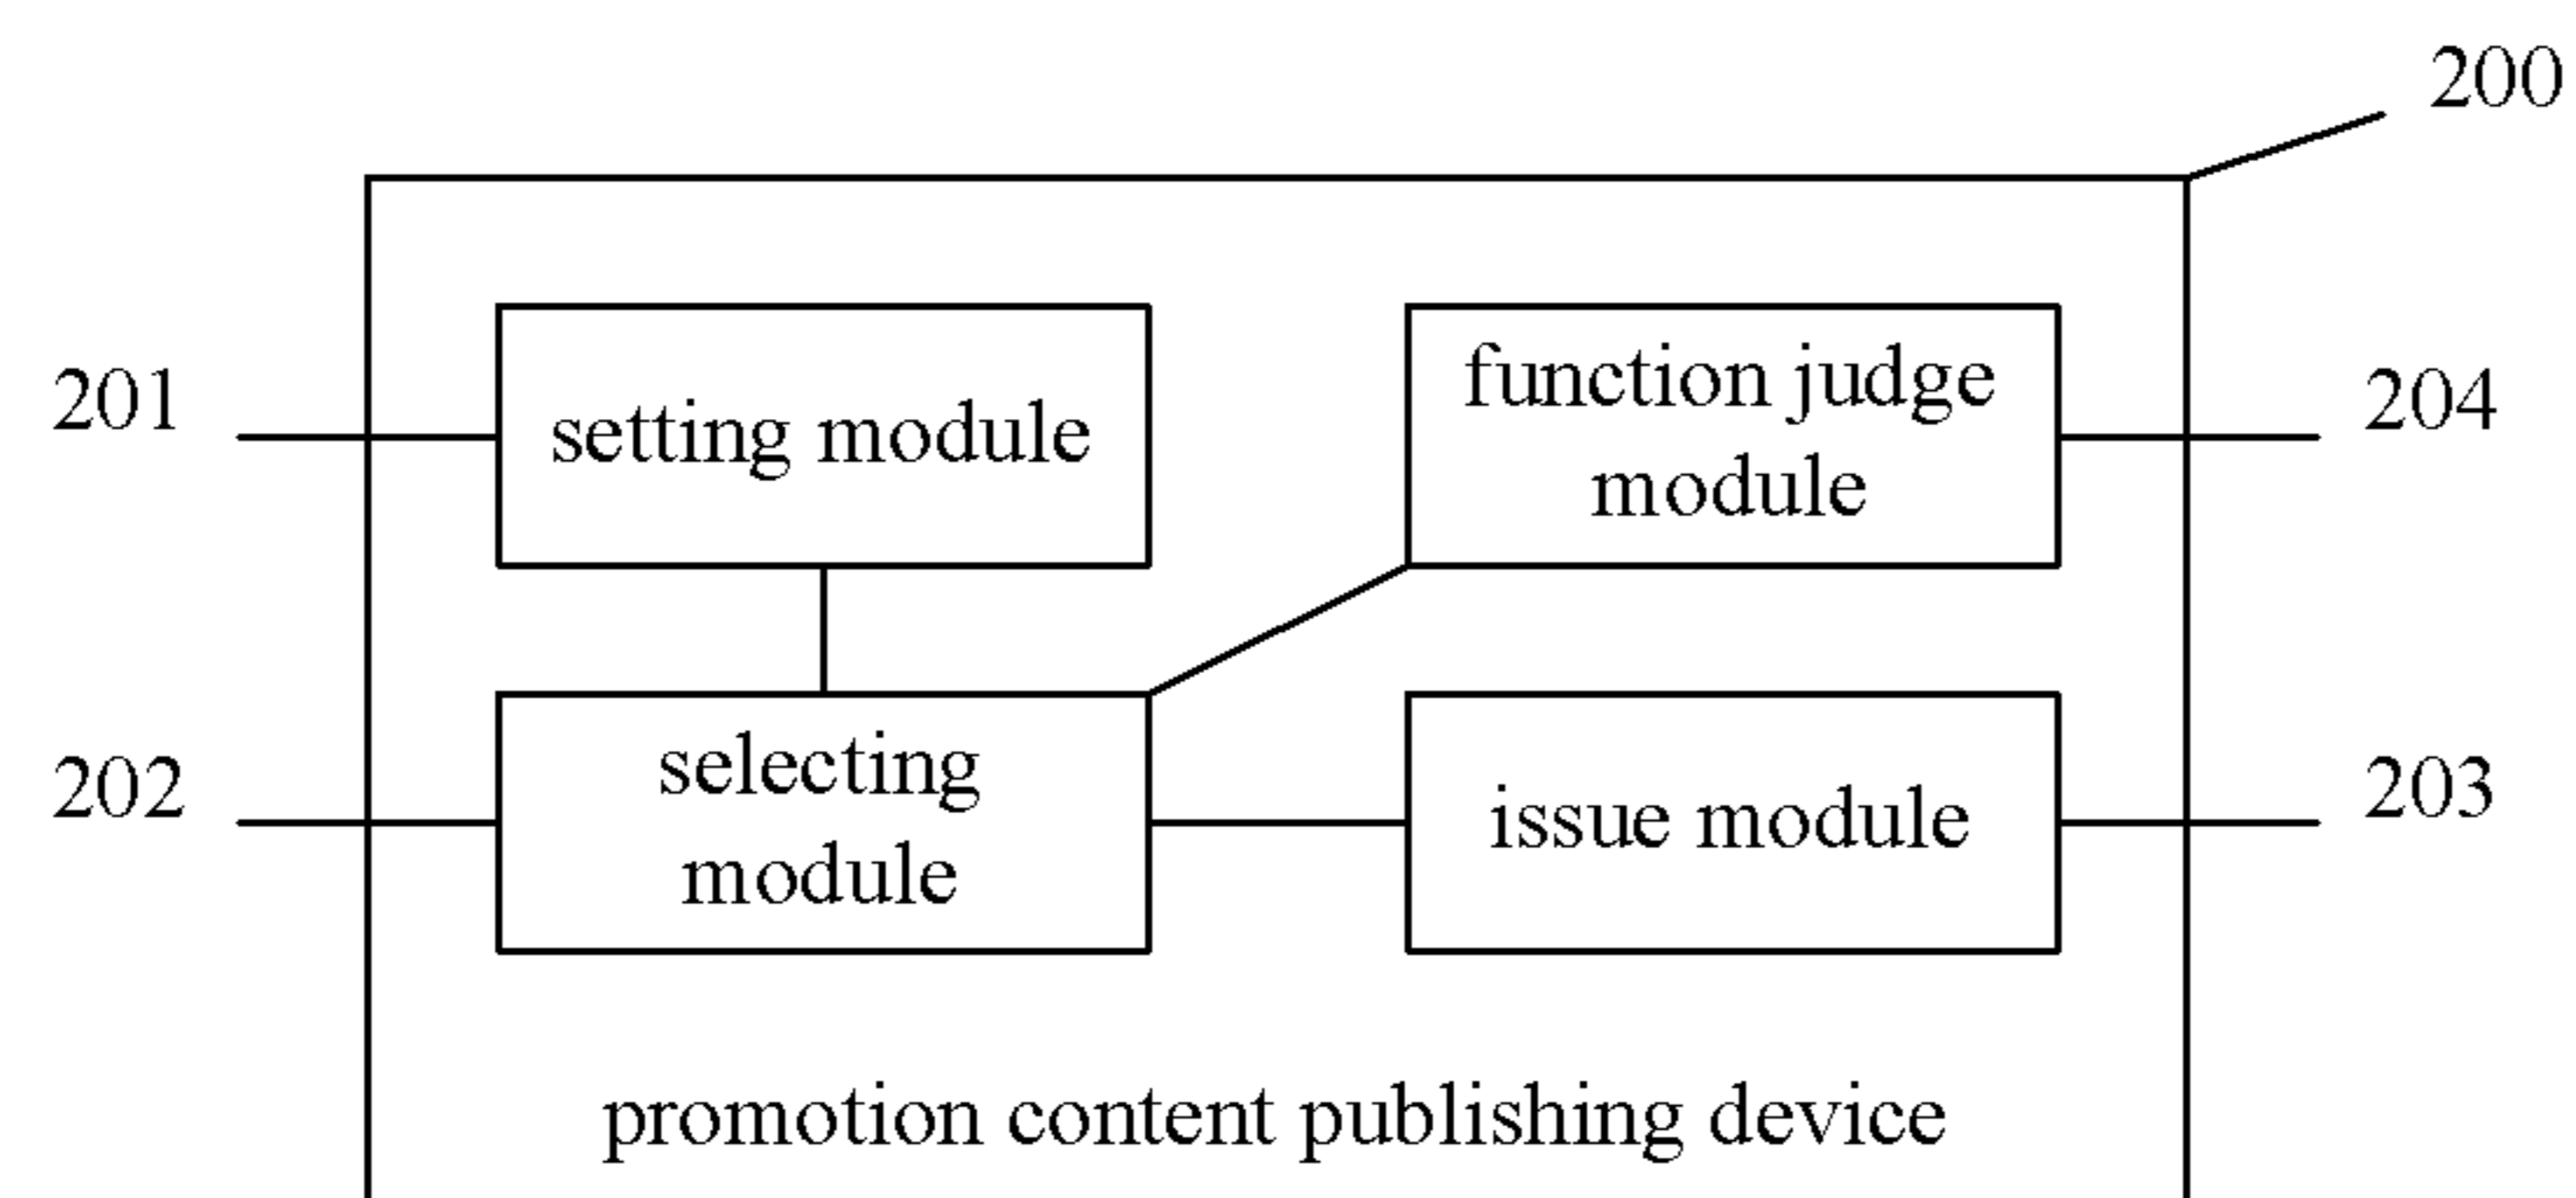 200
201
setting module
function judge
module
204
202
selecting
module
issue module
203
promotion content publishing device